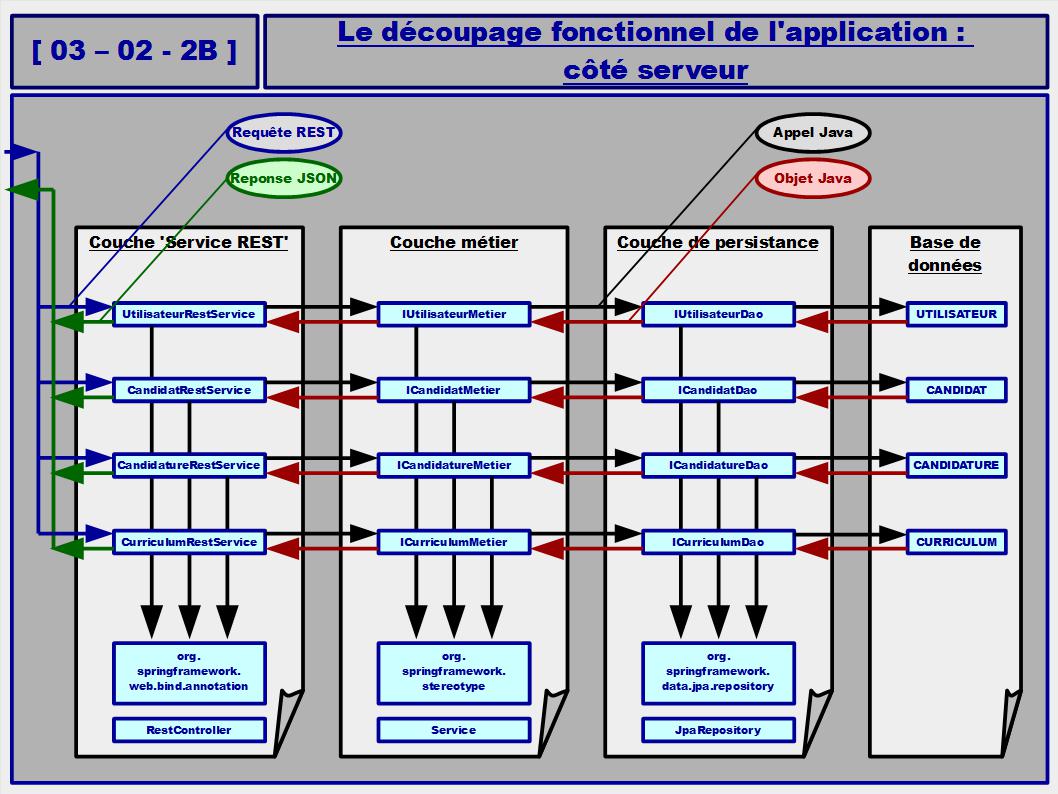 [ 03 – 02 - 2B ]
Le découpage fonctionnel de l'application :
côté serveur
Requête REST
Reponse JSON
Appel Java
Objet Java
Couche 'Service REST'
Couche métier
Couche de persistance
Base de
données
UtilisateurRestService
IUtilisateurMetier
IUtilisateurDao
UTILISATEUR
CandidatRestService
ICandidatMetier
ICandidatDao
CANDIDAT
CandidatureRestService
ICandidatureMetier
ICandidatureDao
CANDIDATURE
CurriculumRestService
ICurriculumMetier
ICurriculumDao
CURRICULUM
org.
springframework.
web.bind.annotation
org.
springframework.
stereotype
org.
springframework.
data.jpa.repository
RestController
Service
JpaRepository